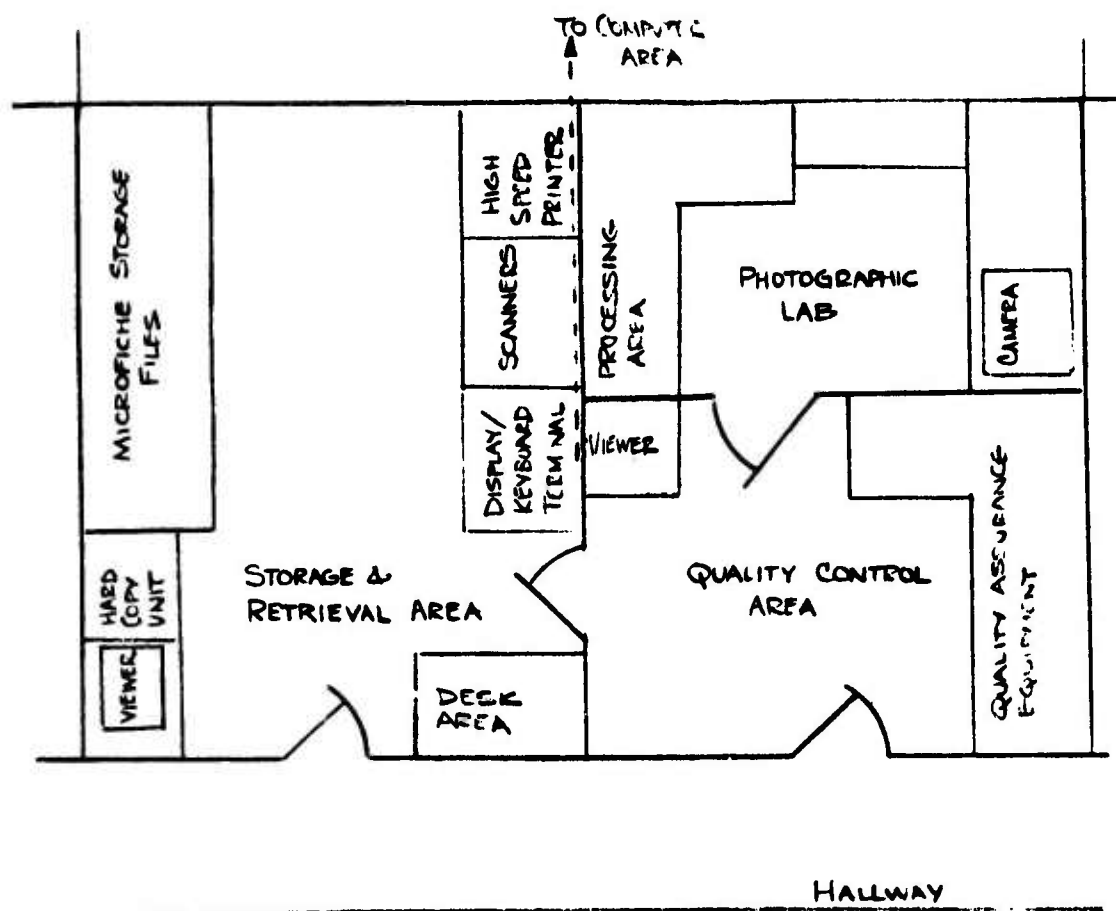 TO COMPUTE
AREA
MICROFICHE STORAGE
FILES
HIGH
SPEED
PRINTER
SCANNERS
DISPLAY/
KEYBOARD
TERMINAL
PROCESSING
AREA
PHOTOGRAPHIC
LAB
CAMERA
VIEWER
HARD
COPY
UNIT
VIEWER
STORAGE &
RETRIEVAL AREA
DESK
AREA
QUALITY CONTROL
AREA
QUALITY ASSURANCE
EQUIPMENT
HALLWAY